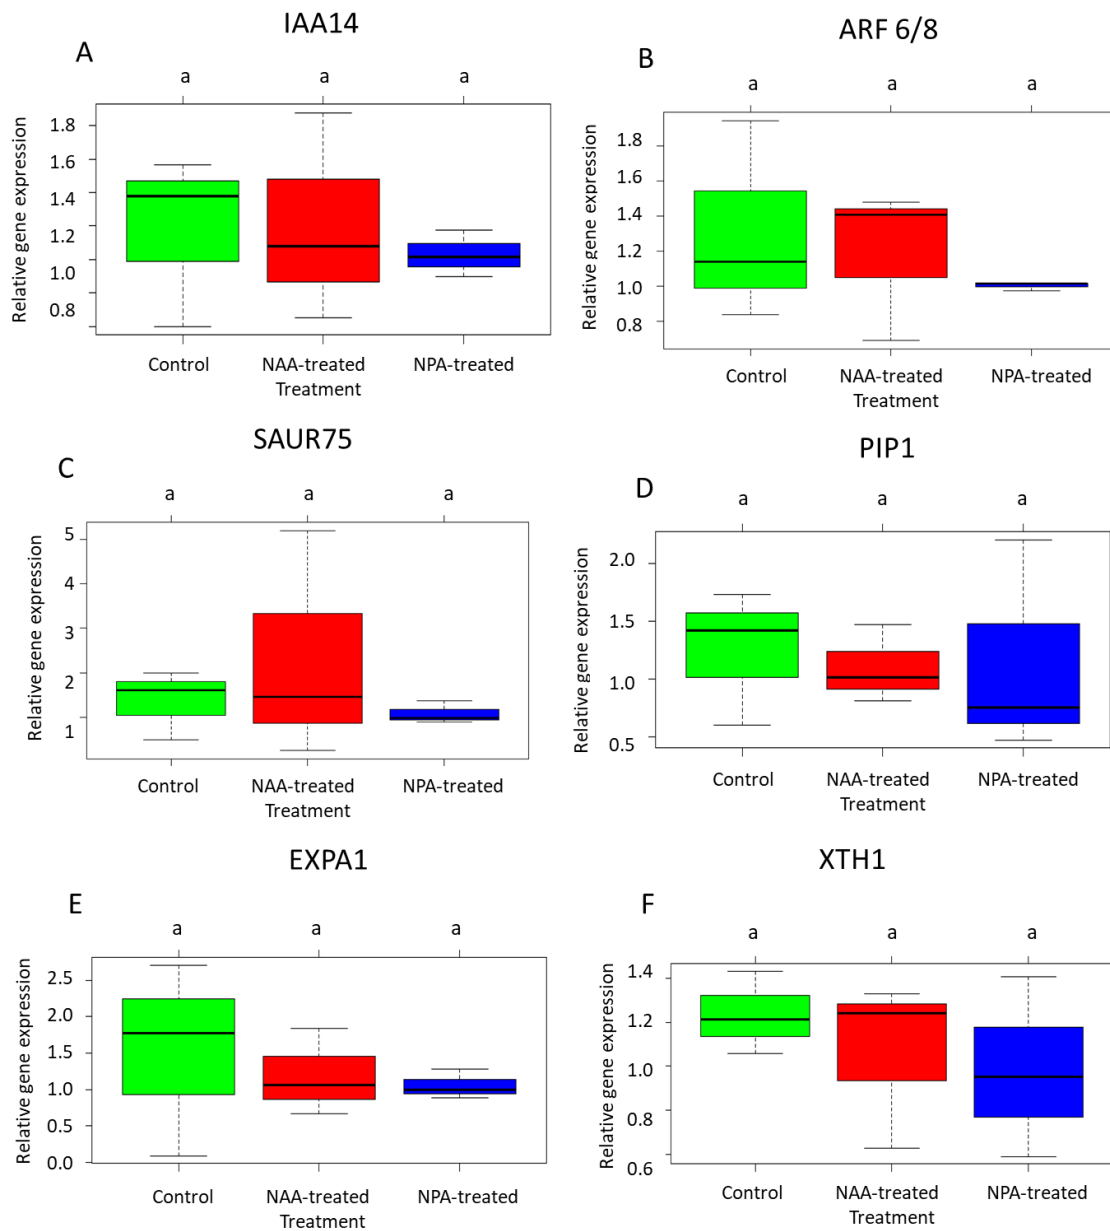 IAA14
A
a a a
Relative gene expression
1.8
1.6
1.4
1.2
1.0
0.8
Control NAA-treated NPA-treated
Treatment
ARF 6/8
B
a a a
Relative gene expression
1.8
1.6
1.4
1.2
1.0
0.8
Control NAA-treated NPA-treated
Treatment
SAUR75
C
a a a
Relative gene expression
5
4
3
2
1
Control NAA-treated NPA-treated
Treatment
PIP1
D
a a a
Relative gene expression
2.0
1.5
1.0
0.5
Control NAA-treated NPA-treated
Treatment
EXPA1
E
a a a
Relative gene expression
2.5
2.0
1.5
1.0
0.5
0.0
Control NAA-treated NPA-treated
Treatment
XTH1
F
a a a
Relative gene expression
1.4
1.2
1.0
0.8
0.6
Control NAA-treated NPA-treated
Treatment